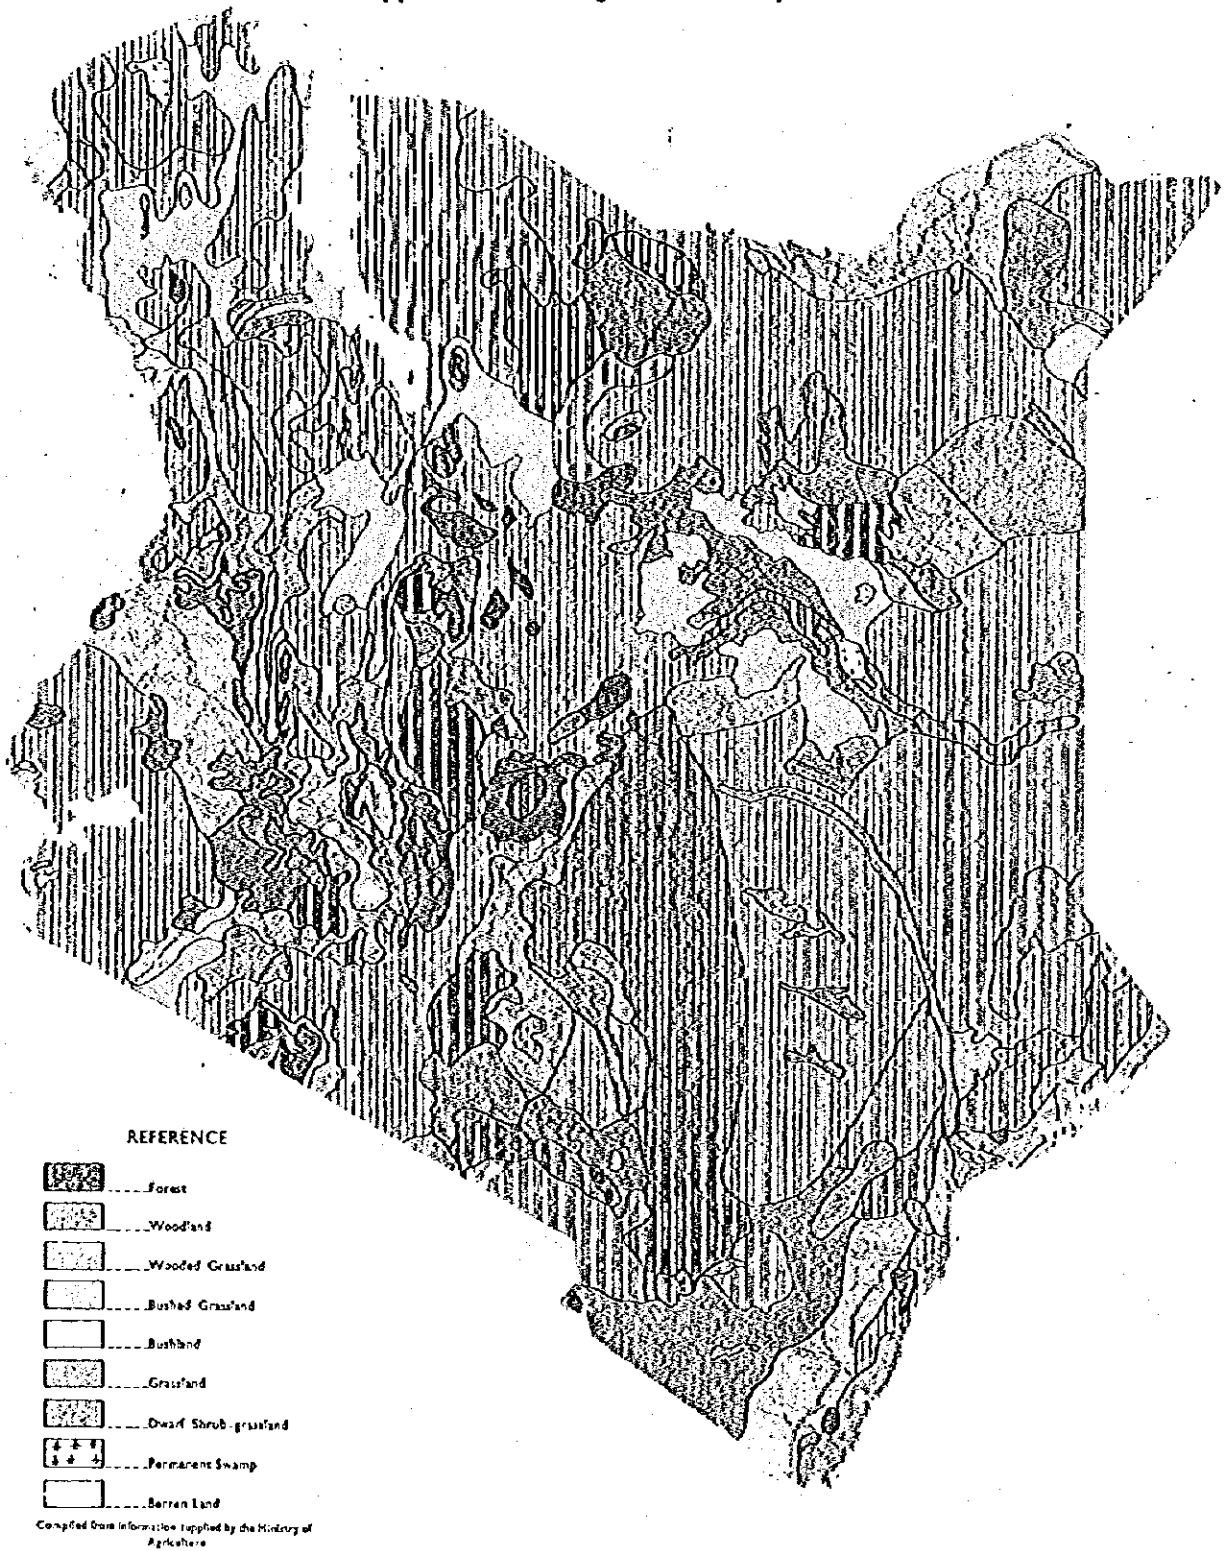 REFERENCE
Forest
Woodland
Wooded Grassland
Bushed Grassland
Bushland
Grassland
Dwarf Shrub-grassland
Permanent Swamp
Barren Land
Compiled from information supplied by the Ministry of
Agriculture